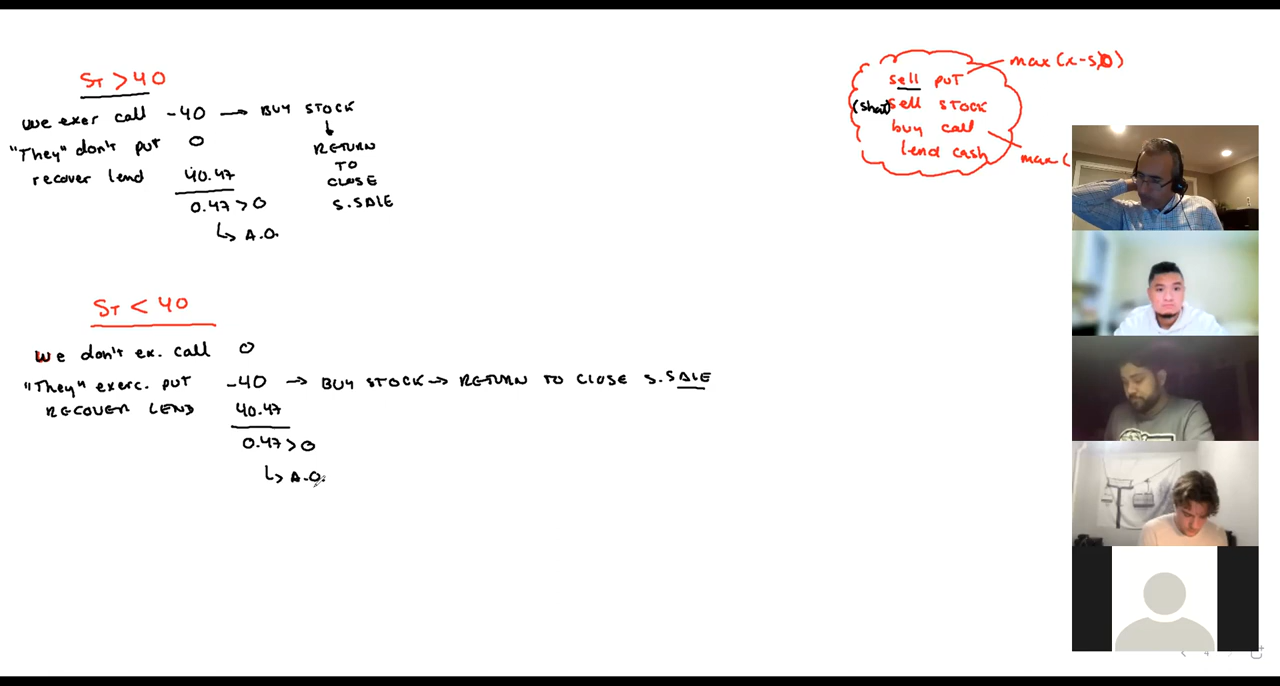 ST > 40
We exer call -40 → BUY STOCK
"They" don't put 0
recover lend 40.47
0.47 > 0
↳ A.O.
↓
RETURN
TO
CLOSE
S.SALE
ST < 40
We don't ex. call 0
"They" exerc. put -40 → BUY STOCK → RETURN TO CLOSE S.SALE
RECOVER LEND 40.47
0.47 > 0
↳ A.O.
sell put
(short) sell STOCK
buy call
lend cash
max(x-s,0)
max(
4